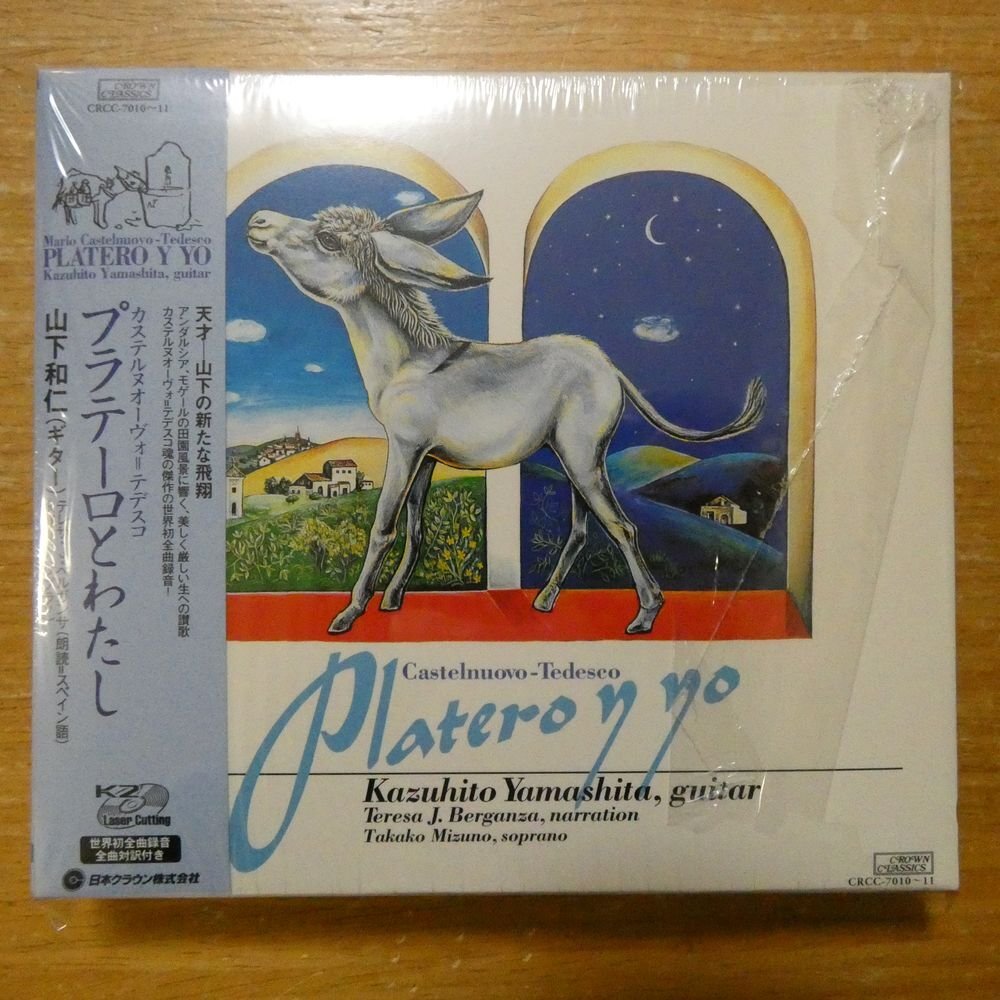 CROWN
CLASSICS
CRCC-7010～11
Mario Castelnuovo-Tedesco
PLATERO Y YO
Kazuhito Yamashita, guitar
天才──山下の新たな飛翔
アンダルシア、モゲールの田園風景に響く、美しく厳しい生への讃歌
カステルヌオーヴォ=テデスコ魂の傑作の世界初全曲録音!
カステルヌオーヴォ=テデスコ
プラテーロとわたし
山下和仁(ギター)
(朗読=スペイン語)
K2
Laser Cutting
世界初全曲録音
全曲対訳付き
日本クラウン株式会社
Castelnuovo-Tedesco
Platero y yo
Kazuhito Yamashita, guitar
Teresa J. Berganza, narration
Takako Mizuno, soprano
CROWN
CLASSICS
CRCC-7010～11